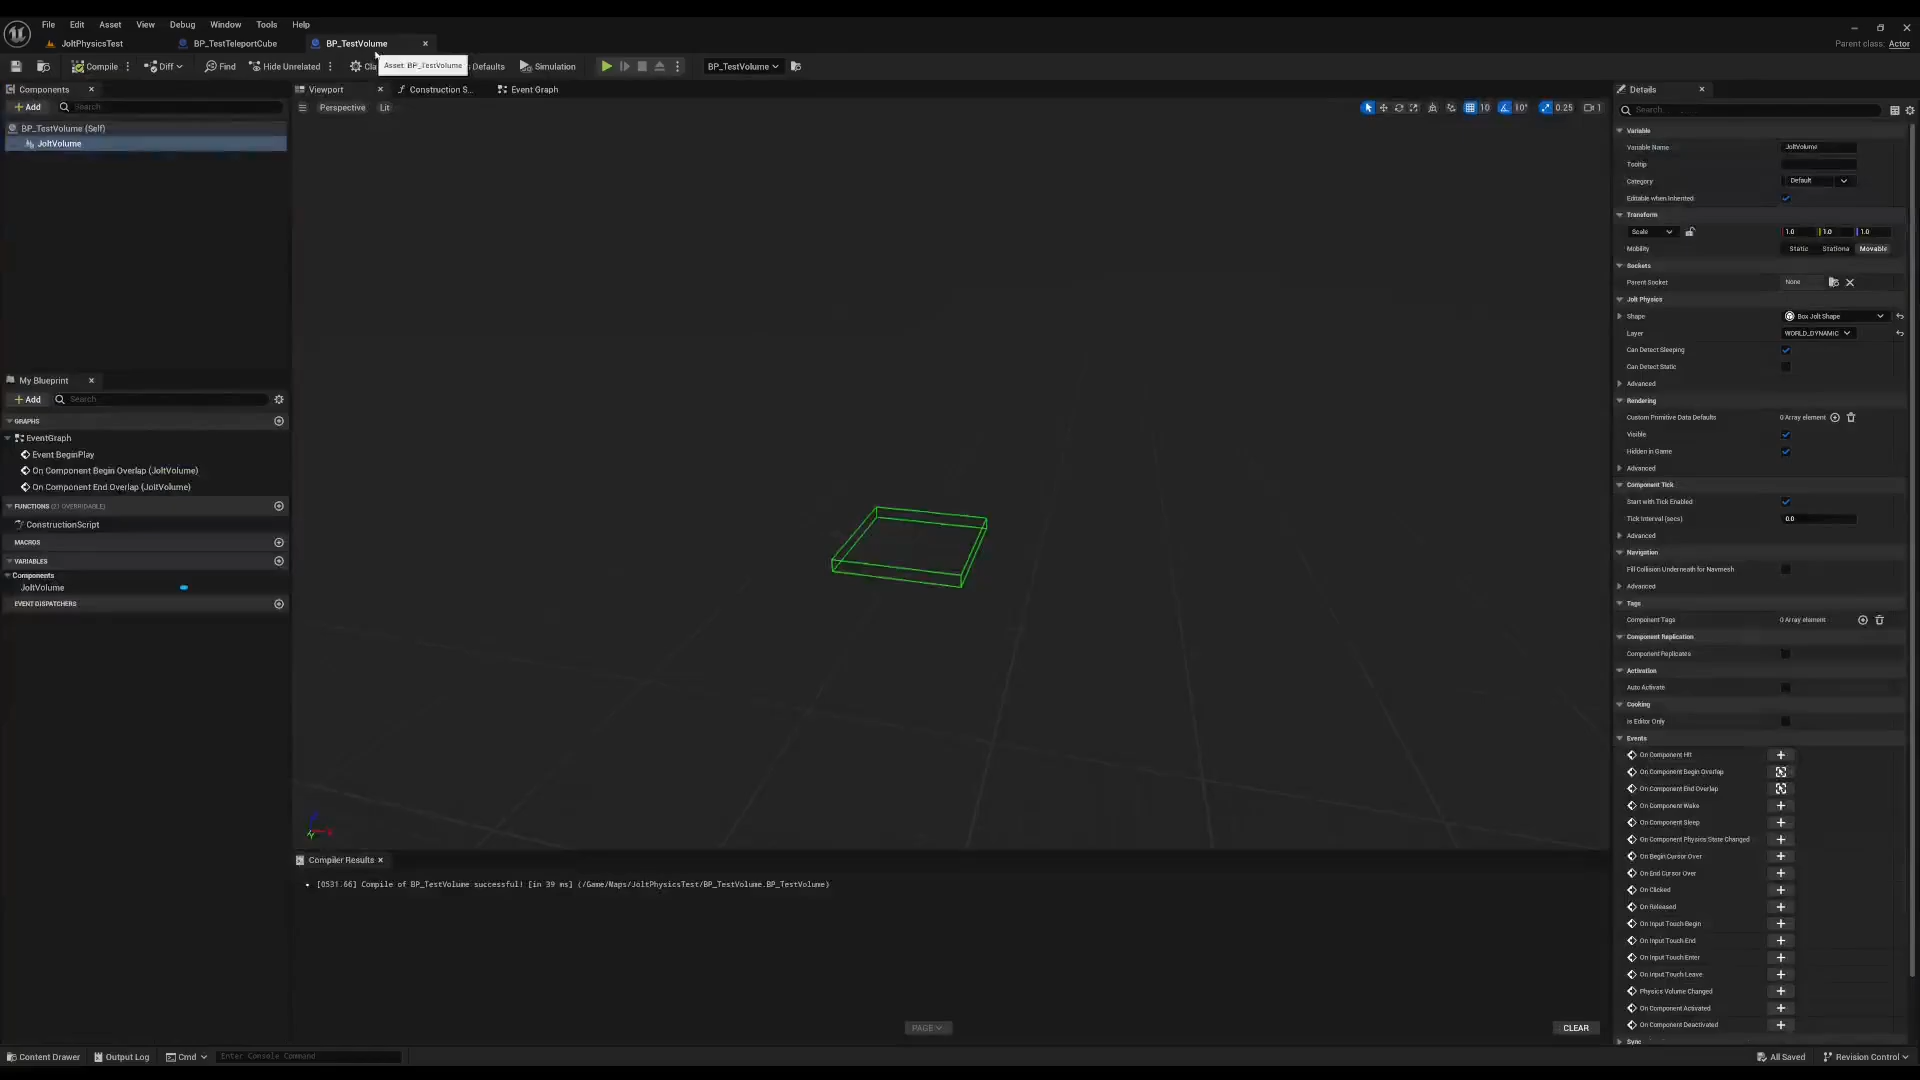 File Edit Asset View Debug Window Tools Help
JoltPhysicsTest BP_TestTeleportCube BP_TestVolume
Parent class: Actor
Compile Diff Find Hide Unrelated Cla Defaults Simulation BP_TestVolume
Asset: BP_TestVolume
Components
Add Search
BP_TestVolume (Self)
JoltVolume
My Blueprint
Add Search
GRAPHS
EventGraph
Event BeginPlay
On Component Begin Overlap (JoltVolume)
On Component End Overlap (JoltVolume)
FUNCTIONS (21 OVERRIDABLE)
ConstructionScript
MACROS
VARIABLES
Components
JoltVolume
EVENT DISPATCHERS
Viewport Construction S... Event Graph
Perspective Lit
10 10° 0.25 1
Compiler Results
[0531.66] Compile of BP_TestVolume successful! [in 39 ms] (/Game/Maps/JoltPhysicsTest/BP_TestVolume.BP_TestVolume)
PAGE CLEAR
Details
Search
Variable
Variable Name JoltVolume
Tooltip
Category Default
Editable when Inherited
Transform
Scale 1.0 1.0 1.0
Mobility Static Stationa Movable
Sockets
Parent Socket None
Jolt Physics
Shape Box Jolt Shape
Layer WORLD_DYNAMIC
Can Detect Sleeping
Can Detect Static
Advanced
Rendering
Custom Primitive Data Defaults 0 Array element
Visible
Hidden in Game
Advanced
Component Tick
Start with Tick Enabled
Tick Interval (secs) 0.0
Advanced
Navigation
Fill Collision Underneath for Navmesh
Advanced
Tags
Component Tags 0 Array element
Component Replication
Component Replicates
Activation
Auto Activate
Cooking
Is Editor Only
Events
On Component Hit
On Component Begin Overlap
On Component End Overlap
On Component Wake
On Component Sleep
On Component Physics State Changed
On Begin Cursor Over
On End Cursor Over
On Clicked
On Released
On Input Touch Begin
On Input Touch End
On Input Touch Enter
On Input Touch Leave
Physics Volume Changed
On Component Activated
On Component Deactivated
Sync
Content Drawer Output Log Cmd Enter Console Command All Saved Revision Control